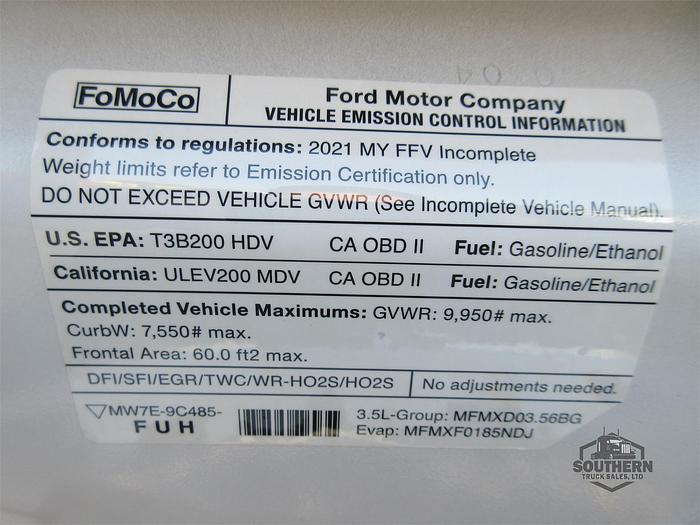 FoMoCo
Ford Motor Company
VEHICLE EMISSION CONTROL INFORMATION
Conforms to regulations: 2021 MY FFV Incomplete
Weight limits refer to Emission Certification only.
DO NOT EXCEED VEHICLE GVWR (See Incomplete Vehicle Manual).
U.S. EPA: T3B200 HDV CA OBD II Fuel: Gasoline/Ethanol
California: ULEV200 MDV CA OBD II Fuel: Gasoline/Ethanol
Completed Vehicle Maximums: GVWR: 9,950# max.
CurbW: 7,550# max.
Frontal Area: 60.0 ft2 max.
DFI/SFI/EGR/TWC/WR-HO2S/HO2S No adjustments needed.
MW7E-9C485-
FUH
3.5L-Group: MFMXD03.56BG
Evap: MFMXF0185NDJ
SOUTHERN
TRUCK SALES, LTD